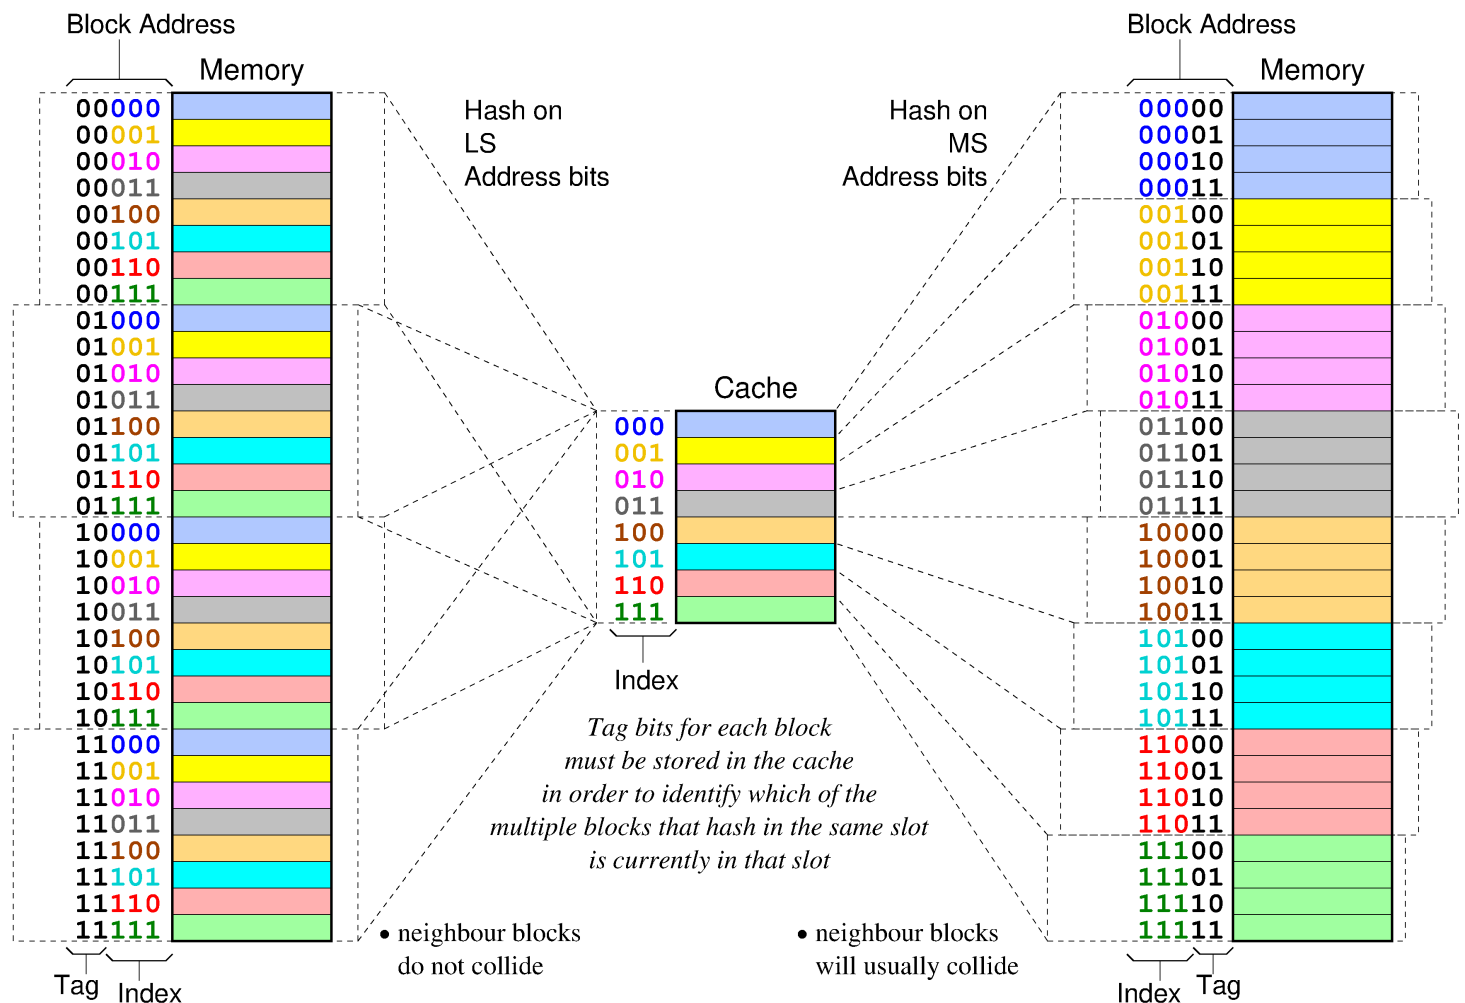 Block Address
Memory
00000
00001
00010
00011
00100
00101
00110
00111
01000
01001
01010
01011
01100
01101
01110
01111
10000
10001
10010
10011
10100
10101
10110
10111
11000
11001
11010
11011
11100
11101
11110
11111
Tag
Index
Hash on
LS
Address bits
Cache
000
001
010
011
100
101
110
111
Index
Tag bits for each block
must be stored in the cache
in order to identify which of the
multiple blocks that hash in the same slot
is currently in that slot
• neighbour blocks
do not collide
Hash on
MS
Address bits
• neighbour blocks
will usually collide
Block Address
Memory
00000
00001
00010
00011
00100
00101
00110
00111
01000
01001
01010
01011
01100
01101
01110
01111
10000
10001
10010
10011
10100
10101
10110
10111
11000
11001
11010
11011
11100
11101
11110
11111
Index
Tag